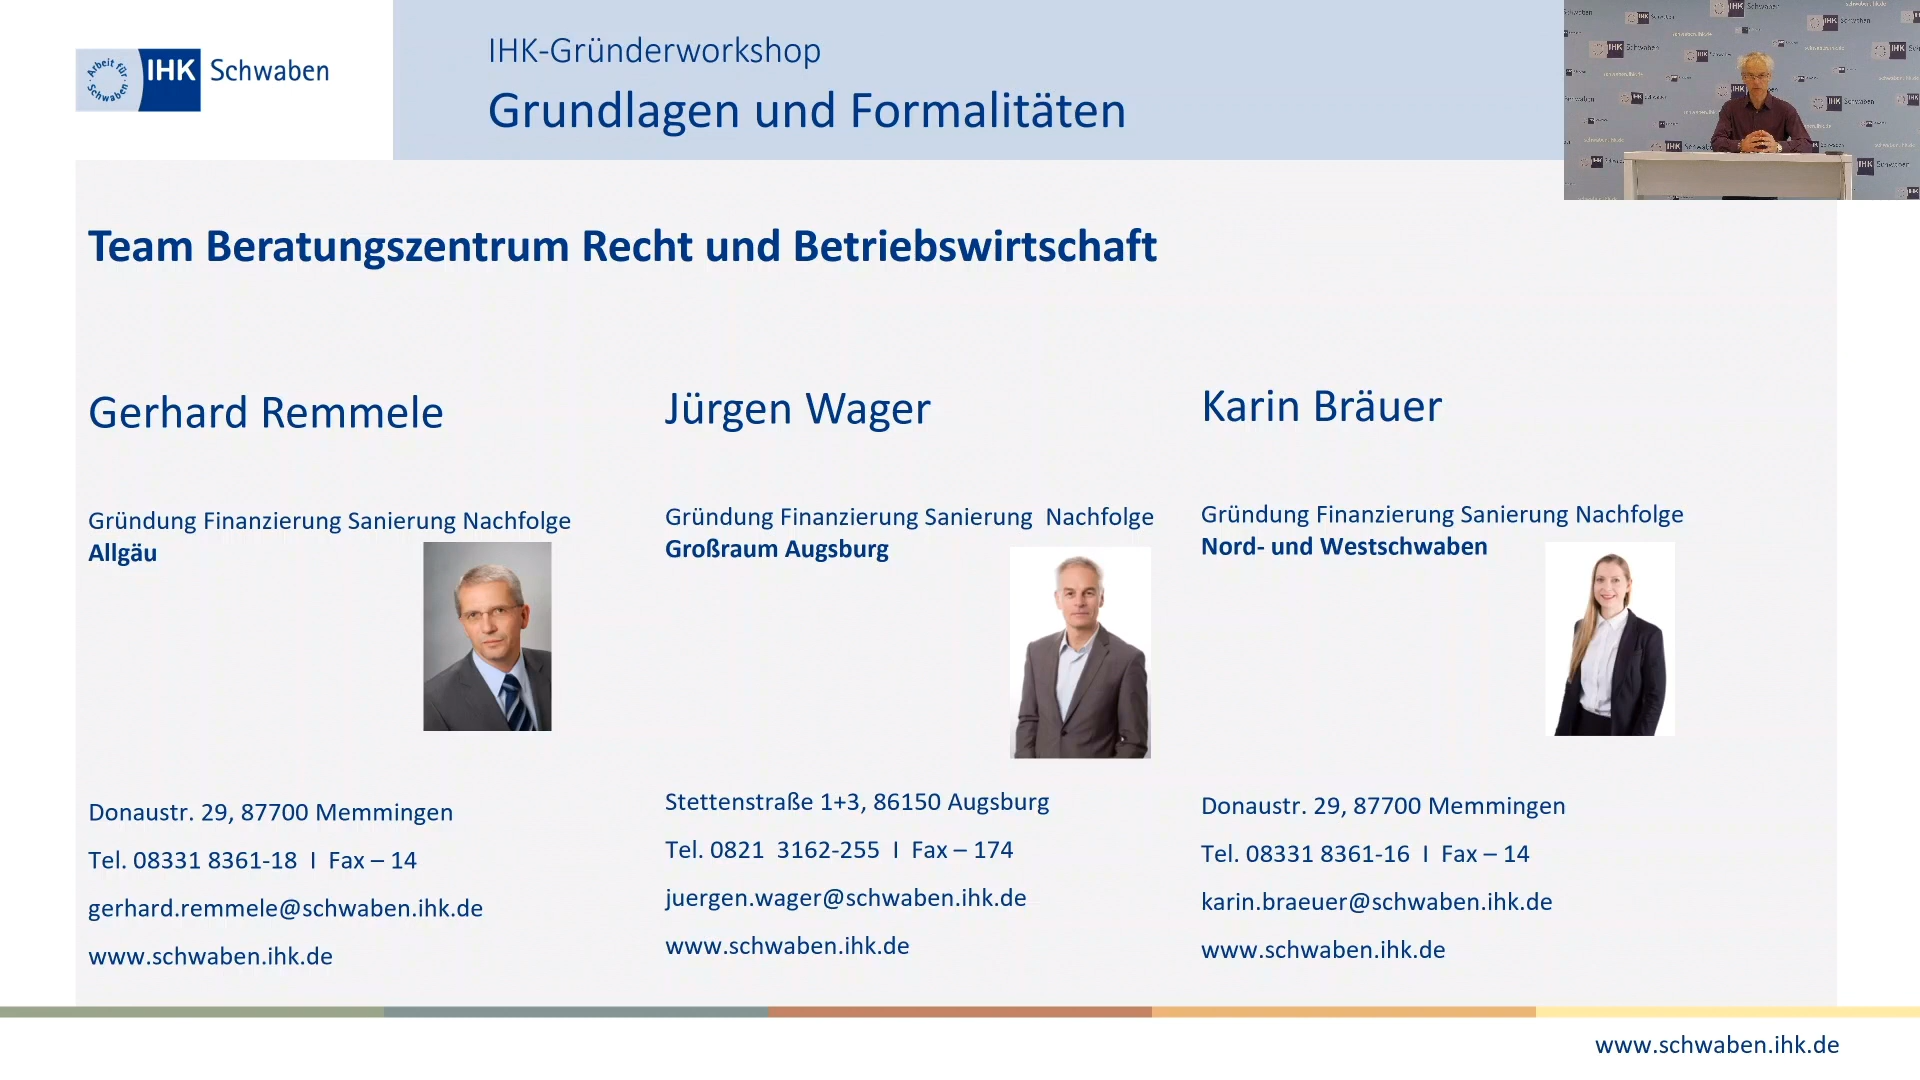 Arbeit für
Schwaben
IHK Schwaben
IHK-Gründerworkshop
Grundlagen und Formalitäten
IHK Schwaben
Team Beratungszentrum Recht und Betriebswirtschaft
Gerhard Remmele
Gründung Finanzierung Sanierung Nachfolge
Allgäu
Donaustr. 29, 87700 Memmingen
Tel. 08331 8361-18 I Fax – 14
gerhard.remmele@schwaben.ihk.de
www.schwaben.ihk.de
Jürgen Wager
Gründung Finanzierung Sanierung Nachfolge
Großraum Augsburg
Stettenstraße 1+3, 86150 Augsburg
Tel. 0821 3162-255 I Fax – 174
juergen.wager@schwaben.ihk.de
www.schwaben.ihk.de
Karin Bräuer
Gründung Finanzierung Sanierung Nachfolge
Nord- und Westschwaben
Donaustr. 29, 87700 Memmingen
Tel. 08331 8361-16 I Fax – 14
karin.braeuer@schwaben.ihk.de
www.schwaben.ihk.de
www.schwaben.ihk.de